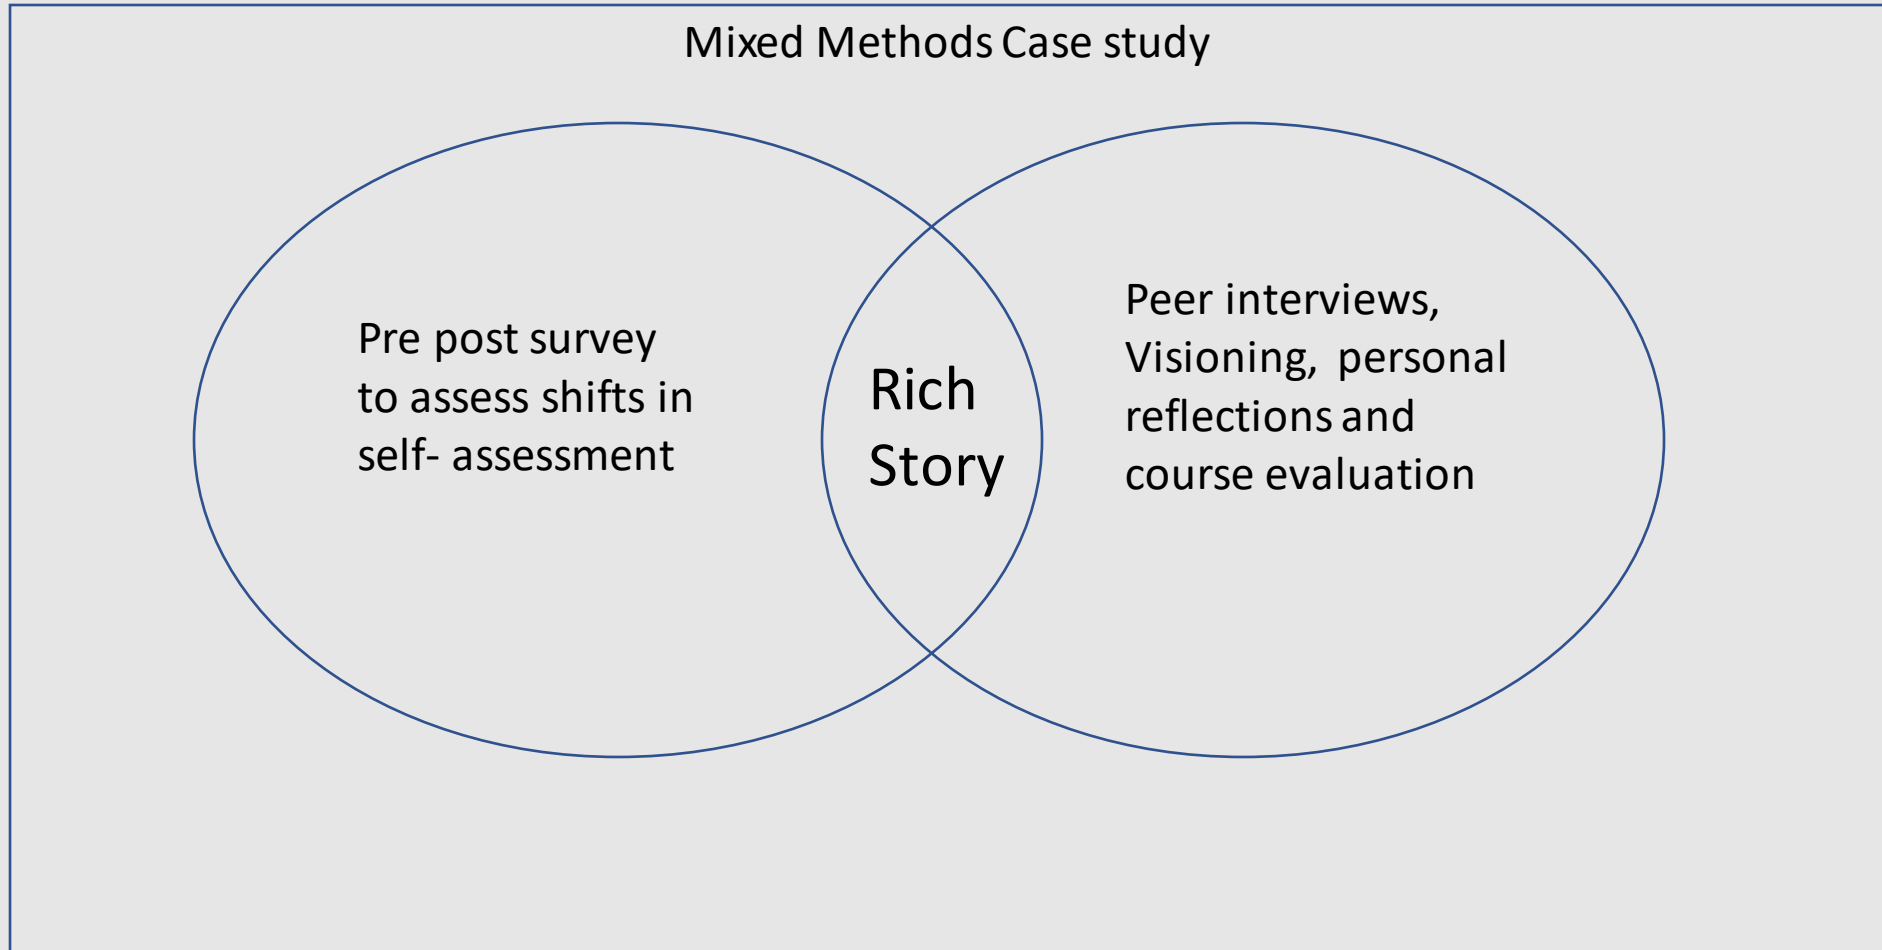 Mixed Methods Case study
Pre post survey
to assess shifts in
self- assessment
Rich
Story
Peer interviews,
Visioning, personal
reflections and
course evaluation